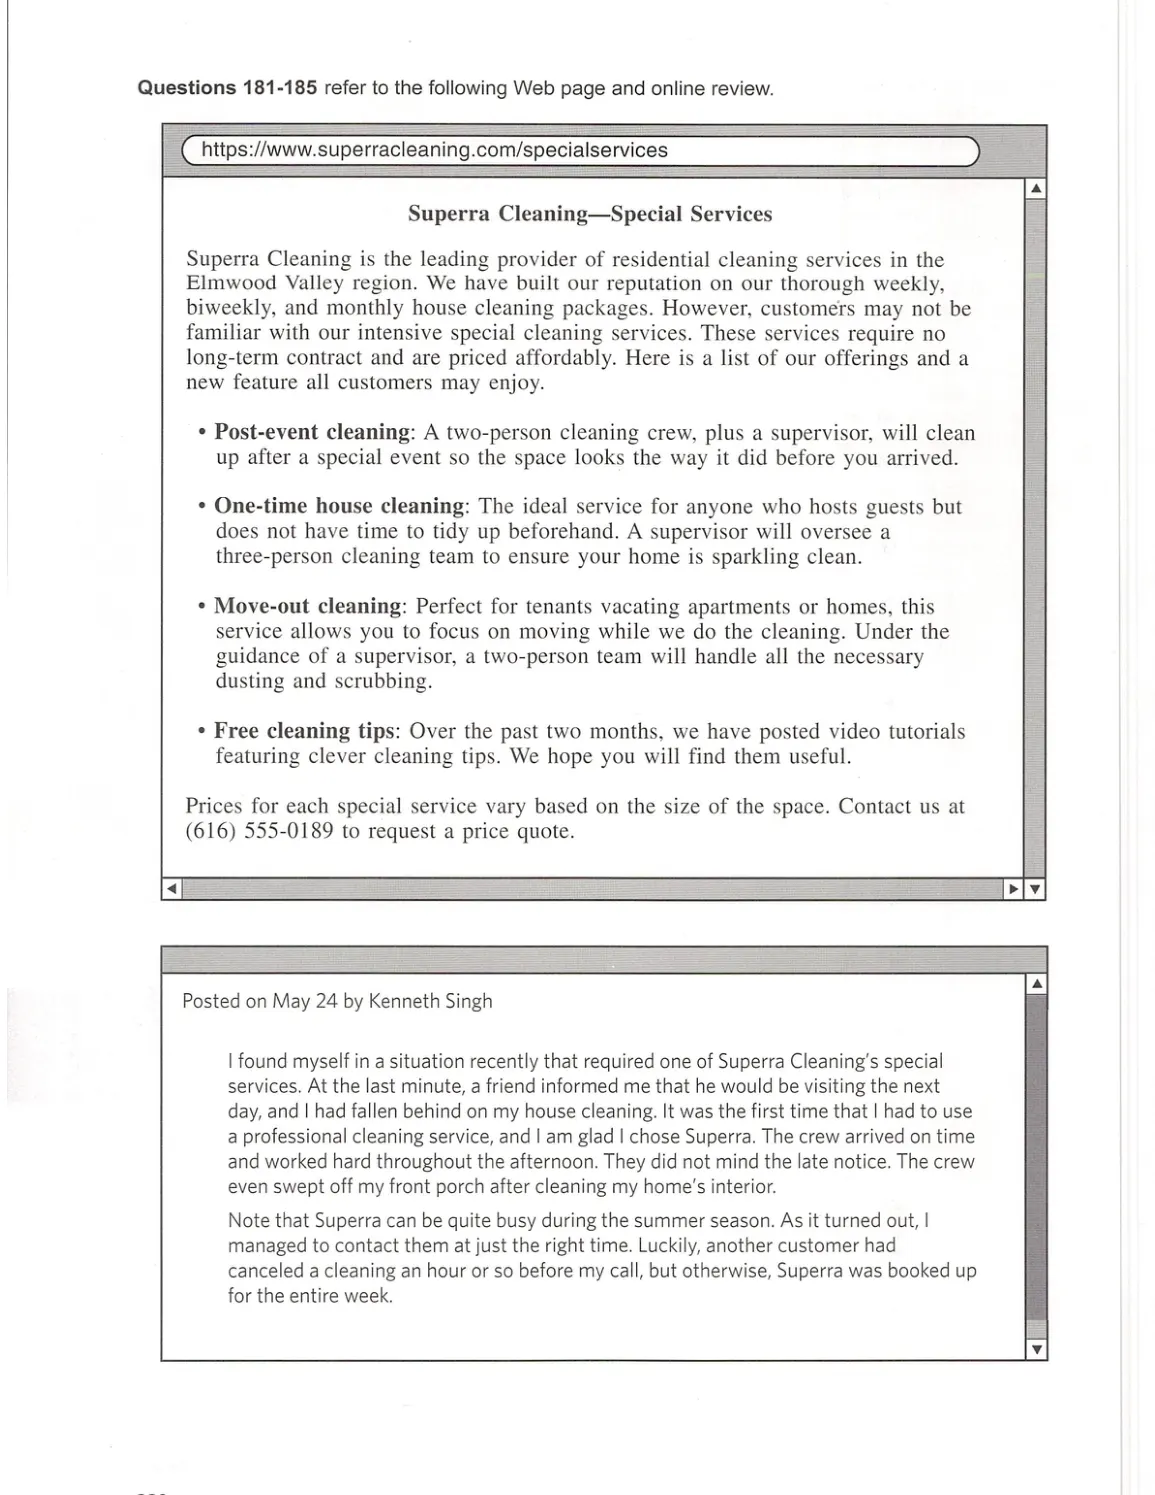 Questions 181-185 refer to the following Web page and online review.
https://www.superracleaning.com/specialservices
Superra Cleaning—Special Services
Superra Cleaning is the leading provider of residential cleaning services in the
Elmwood Valley region. We have built our reputation on our thorough weekly,
biweekly, and monthly house cleaning packages. However, customers may not be
familiar with our intensive special cleaning services. These services require no
long-term contract and are priced affordably. Here is a list of our offerings and a
new feature all customers may enjoy.
• Post-event cleaning: A two-person cleaning crew, plus a supervisor, will clean
up after a special event so the space looks the way it did before you arrived.
• One-time house cleaning: The ideal service for anyone who hosts guests but
does not have time to tidy up beforehand. A supervisor will oversee a
three-person cleaning team to ensure your home is sparkling clean.
• Move-out cleaning: Perfect for tenants vacating apartments or homes, this
service allows you to focus on moving while we do the cleaning. Under the
guidance of a supervisor, a two-person team will handle all the necessary
dusting and scrubbing.
• Free cleaning tips: Over the past two months, we have posted video tutorials
featuring clever cleaning tips. We hope you will find them useful.
Prices for each special service vary based on the size of the space. Contact us at
(616) 555-0189 to request a price quote.
Posted on May 24 by Kenneth Singh
I found myself in a situation recently that required one of Superra Cleaning's special
services. At the last minute, a friend informed me that he would be visiting the next
day, and I had fallen behind on my house cleaning. It was the first time that I had to use
a professional cleaning service, and I am glad I chose Superra. The crew arrived on time
and worked hard throughout the afternoon. They did not mind the late notice. The crew
even swept off my front porch after cleaning my home's interior.
Note that Superra can be quite busy during the summer season. As it turned out, I
managed to contact them at just the right time. Luckily, another customer had
canceled a cleaning an hour or so before my call, but otherwise, Superra was booked up
for the entire week.